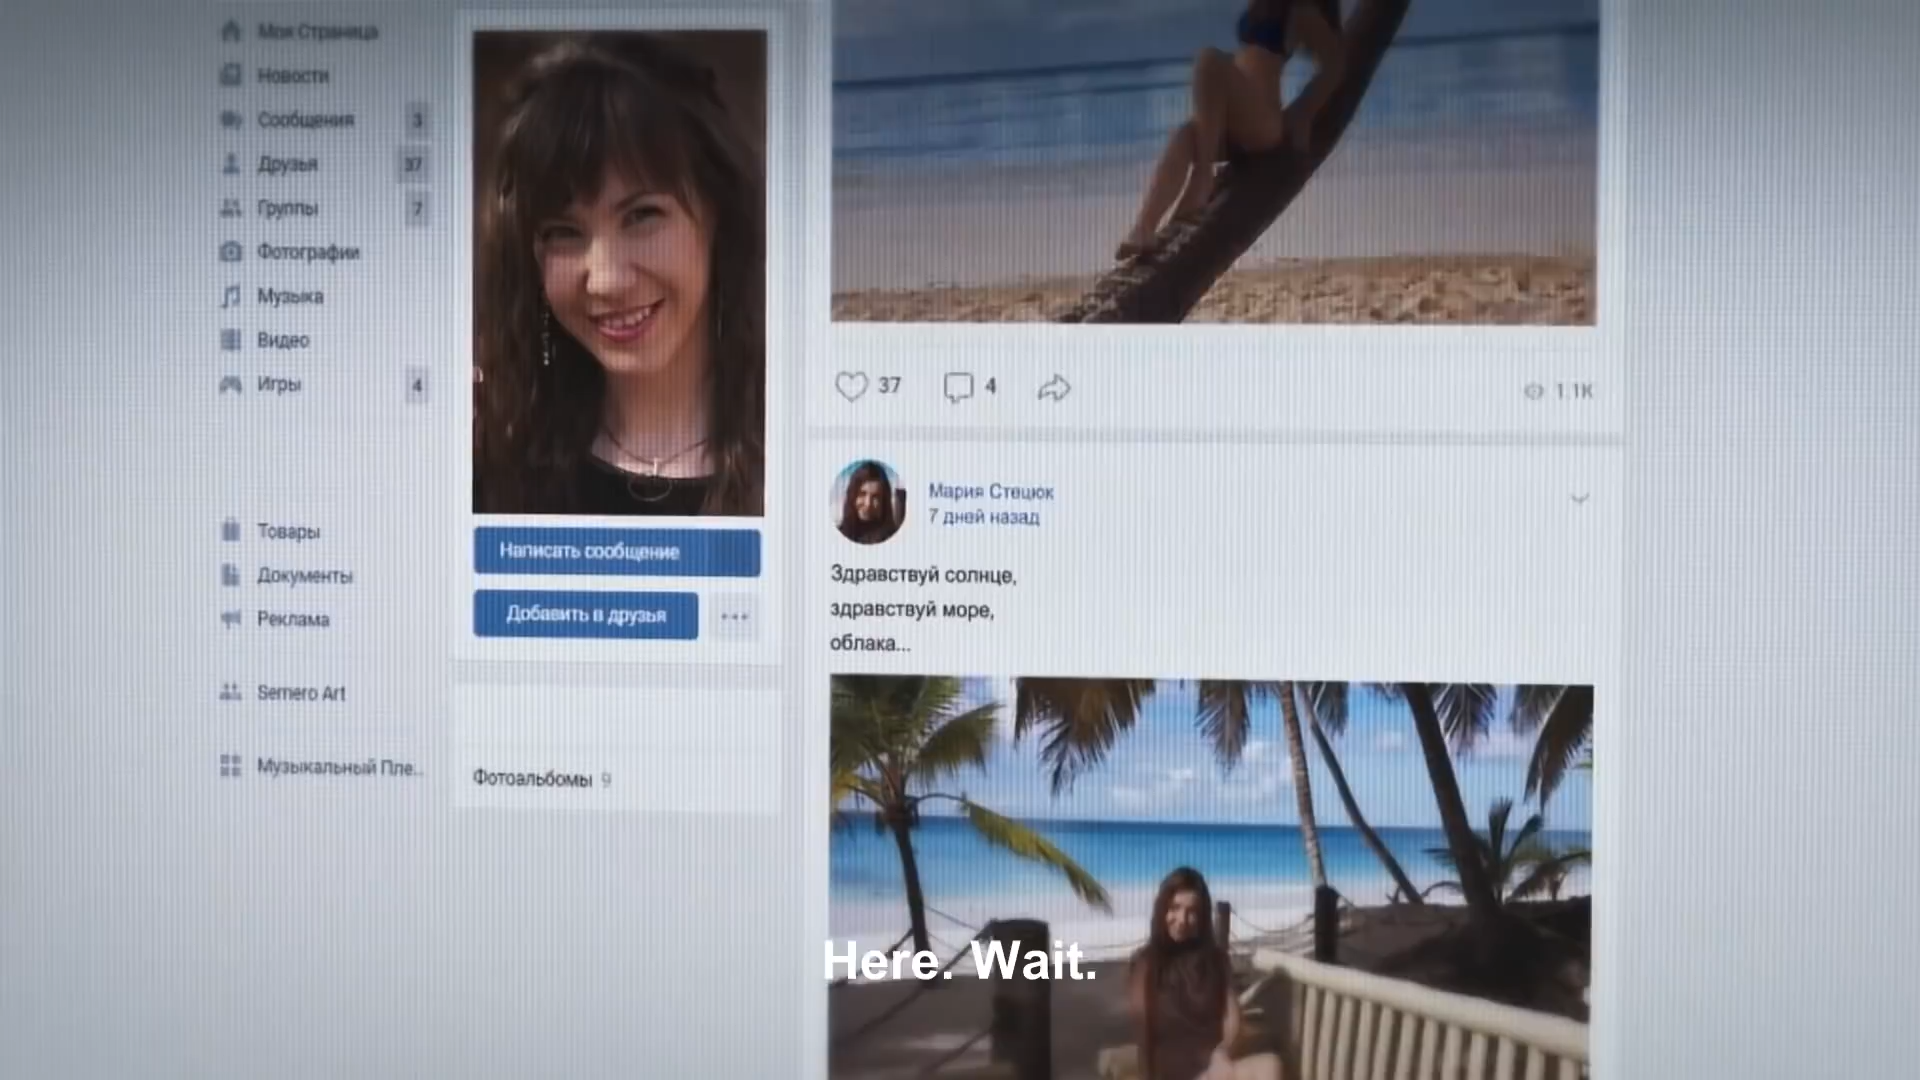 Моя Страница
Новости
Сообщения 3
Друзья 37
Группы 7
Фотографии
Музыка
Видео
Игры 4
Товары
Документы
Реклама
Semero Art
Музыкальный Пле...
Написать сообщение
Добавить в друзья
Фотоальбомы 9
37 4 1.1K
Мария Стецюк
7 дней назад
Здравствуй солнце,
здравствуй море,
облака...
Here. Wait.